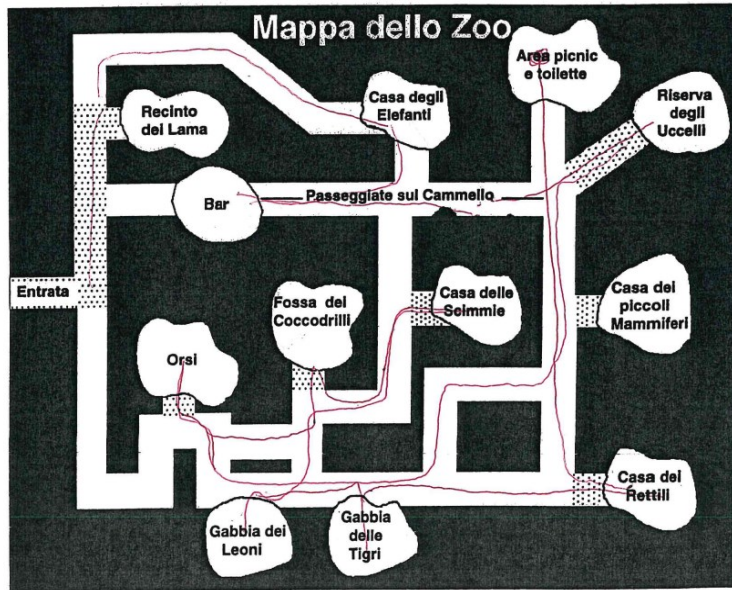 Mappa dello Zoo
Area picnic
e toilette
Casa degli
Elefanti
Recinto
dei Lama
Riserva
degli
Uccelli
Bar
Passeggiate sul Cammello
Entrata
Fossa dei
Coccodrilli
Casa delle
Scimmie
Casa dei
piccoli
Mammiferi
Orsi
Casa dei
Rettili
Gabbia dei
Leoni
Gabbia
delle
Tigri